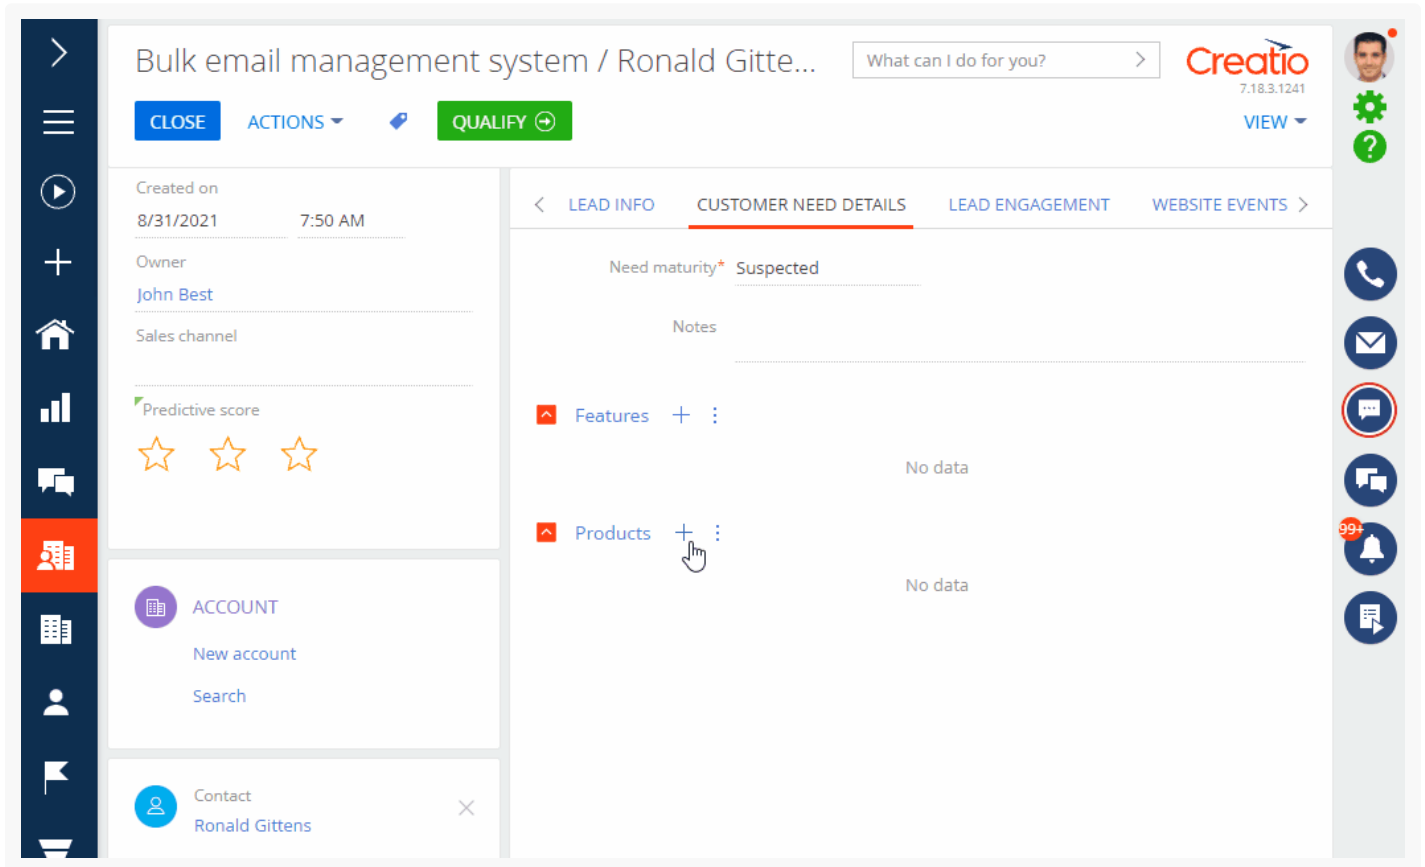 Bulk email management system / Ronald Gitte...
What can I do for you?
Creatio
7.18.3.1241
CLOSE
ACTIONS
QUALIFY
VIEW
Created on
8/31/2021 7:50 AM
Owner
John Best
Sales channel
Predictive score
LEAD INFO
CUSTOMER NEED DETAILS
LEAD ENGAGEMENT
WEBSITE EVENTS
Need maturity* Suspected
Notes
Features
No data
Products
No data
ACCOUNT
New account
Search
Contact
Ronald Gittens
99+